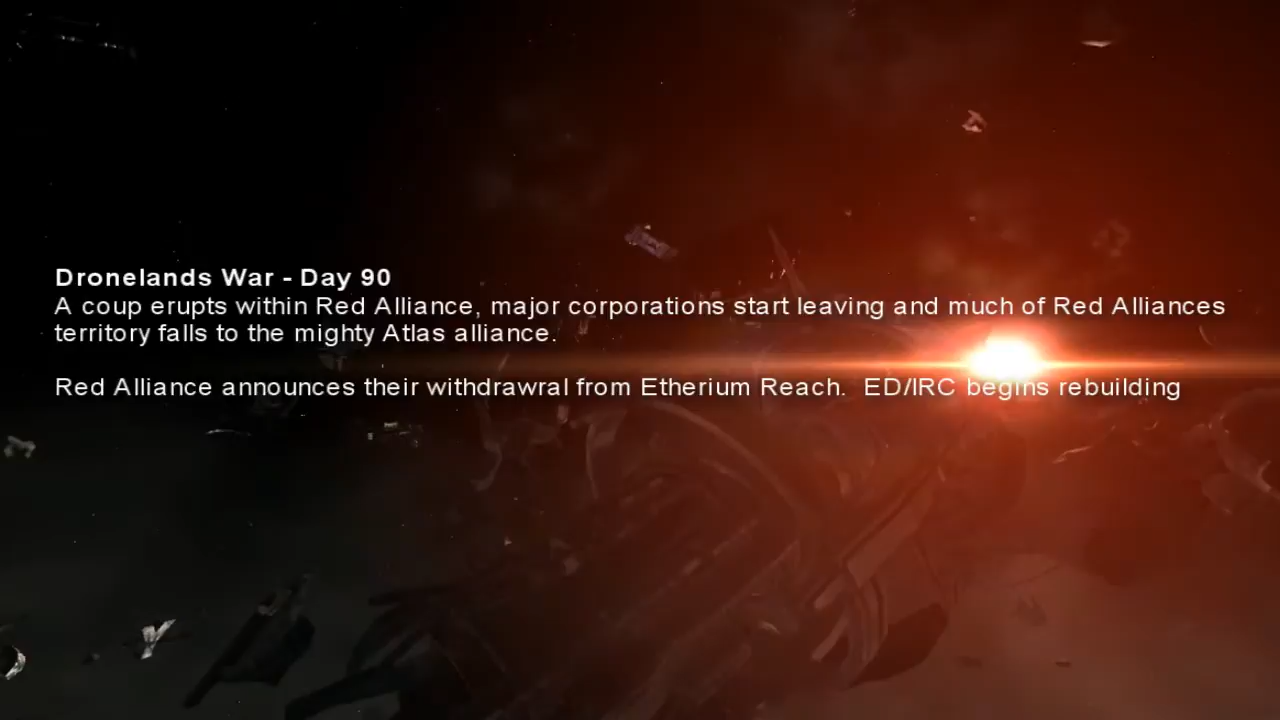 Dronelands War - Day 90
A coup erupts within Red Alliance, major corporations start leaving and much of Red Alliances
territory falls to the mighty Atlas alliance.
Red Alliance announces their withdrawral from Etherium Reach.  ED/IRC begins rebuilding